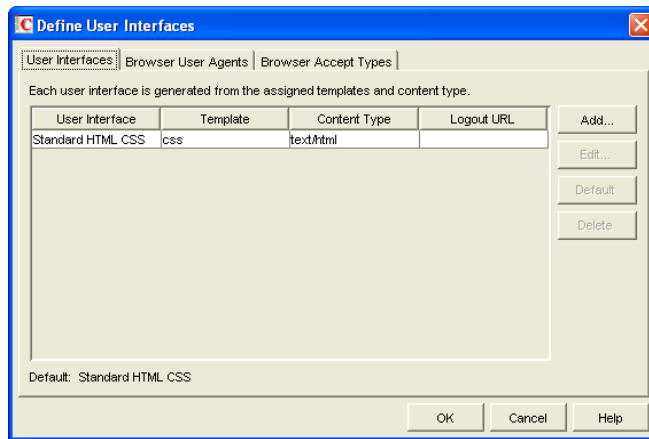 Define User Interfaces
User Interfaces Browser User Agents Browser Accept Types
Each user interface is generated from the assigned templates and content type.
User Interface Template Content Type Logout URL
Standard HTML CSS css text/html
Add...
Edit...
Default
Delete
Default: Standard HTML CSS
OK Cancel Help